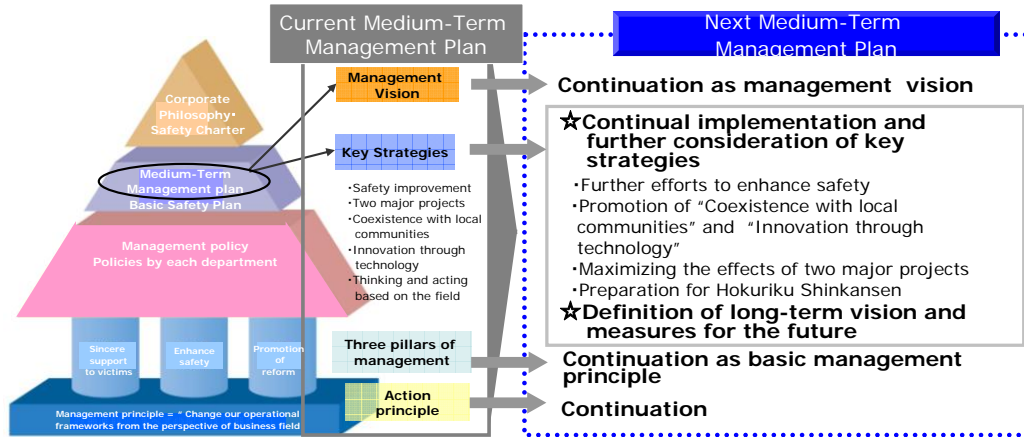 Corporate
Philosophy・
Safety Charter
Medium-Term
Management plan
Basic Safety Plan
Management policy
Policies by each department
Sincere
support
to victims
Enhance
safety
Promotion
of
reform
Management principle = “ Change our operational
frameworks from the perspective of business field
Current Medium-Term
Management Plan
Management
Vision
Key Strategies
・Safety improvement
・Two major projects
・Coexistence with local
communities
・Innovation through
technology
・Thinking and acting
based on the field
Three pillars of
management
Action
principle
Next Medium-Term
Management Plan
Continuation as management vision
☆Continual implementation and
further consideration of key
strategies
・Further efforts to enhance safety
・Promotion of “Coexistence with local
communities” and “Innovation through
technology”
・Maximizing the effects of two major projects
・Preparation for Hokuriku Shinkansen
☆Definition of long-term vision and
measures for the future
Continuation as basic management
principle
Continuation